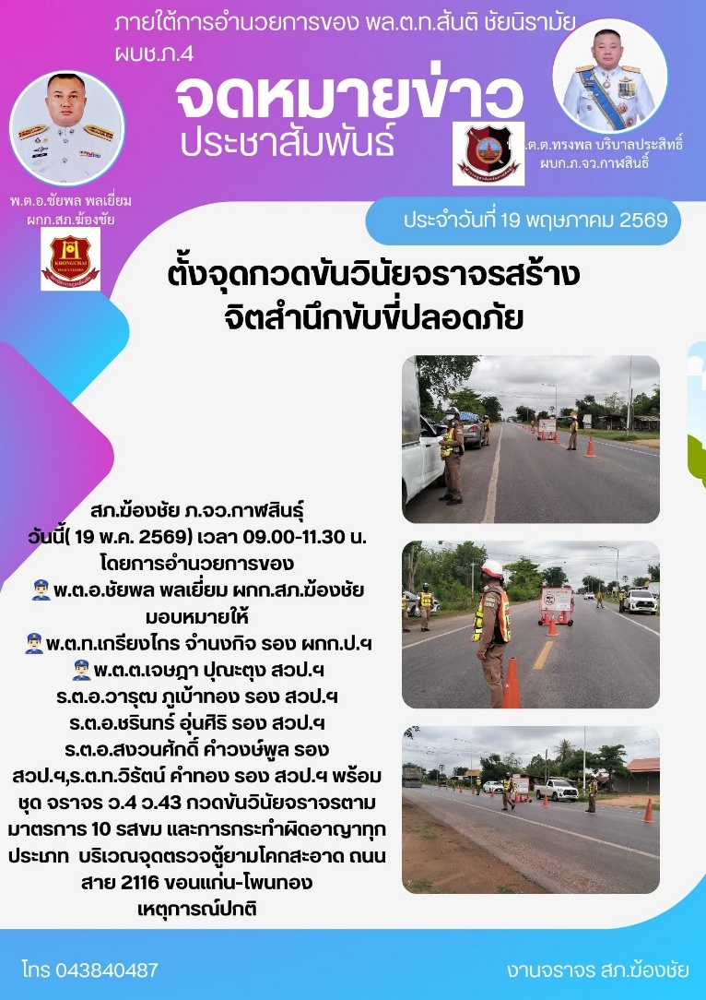 ภายใต้การอำนวยการของ พล.ต.ท.สันติ ชัยนิรามัย
ผบช.ภ.4
จดหมายข่าว
ประชาสัมพันธ์
.ต.ต.ทรงพล บริบาลประสิทธิ์
ผบก.ภ.จว.กาฬสินธุ์
พ.ต.อ.ชัยพล พลเยี่ยม
ผกก.สภ.ฆ้องชัย
KHONGCHAI
POLICE STATION
ประจำวันที่ 19 พฤษภาคม 2569
ตั้งจุดกวดขันวินัยจราจรสร้าง
จิตสำนึกขับขี่ปลอดภัย
สภ.ฆ้องชัย ภ.จว.กาฬสินธุ์
วันนี้( 19 พ.ค. 2569) เวลา 09.00-11.30 น.
โดยการอำนวยการของ
👮🏻‍♂️พ.ต.อ.ชัยพล พลเยี่ยม ผกก.สภ.ฆ้องชัย
มอบหมายให้
👮🏻‍♂️พ.ต.ท.เกรียงไกร จำนงกิจ รอง ผกก.ป.ฯ
👮🏻‍♂️พ.ต.ต.เจษฎา ปุณะตุง สวป.ฯ
ร.ต.อ.วารุฒ ภูเบ้าทอง รอง สวป.ฯ
ร.ต.อ.ชรินทร์ อุ่นศิริ รอง สวป.ฯ
ร.ต.อ.สงวนศักดิ์ คำวงษ์พูล รอง
สวป.ฯ,ร.ต.ท.วิรัตน์ คำทอง รอง สวป.ฯ พร้อม
ชุด จราจร ว.4 ว.43 กวดขันวินัยจราจรตาม
มาตรการ 10 รสขม และการกระทำผิดอาญาทุก
ประเภท บริเวณจุดตรวจตู้ยามโคกสะอาด ถนน
สาย 2116 ขอนแก่น-โพนทอง
เหตุการณ์ปกติ
โทร 043840487
งานจราจร สภ.ฆ้องชัย